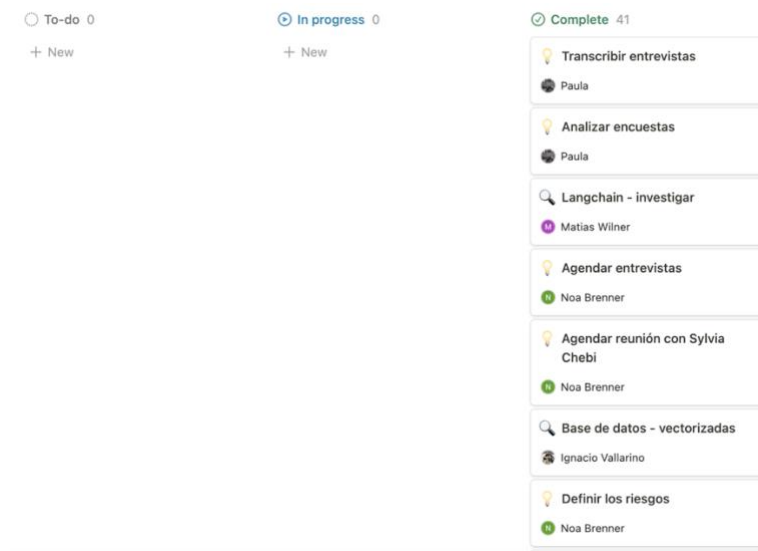 To-do 0
+ New
In progress 0
+ New
Complete 41
Transcribir entrevistas
Paula
Analizar encuestas
Paula
Langchain - investigar
M
Matias Wilner
Agendar entrevistas
N
Noa Brenner
Agendar reunión con Sylvia
Chebi
N
Noa Brenner
Base de datos - vectorizadas
Ignacio Vallarino
Definir los riesgos
N
Noa Brenner